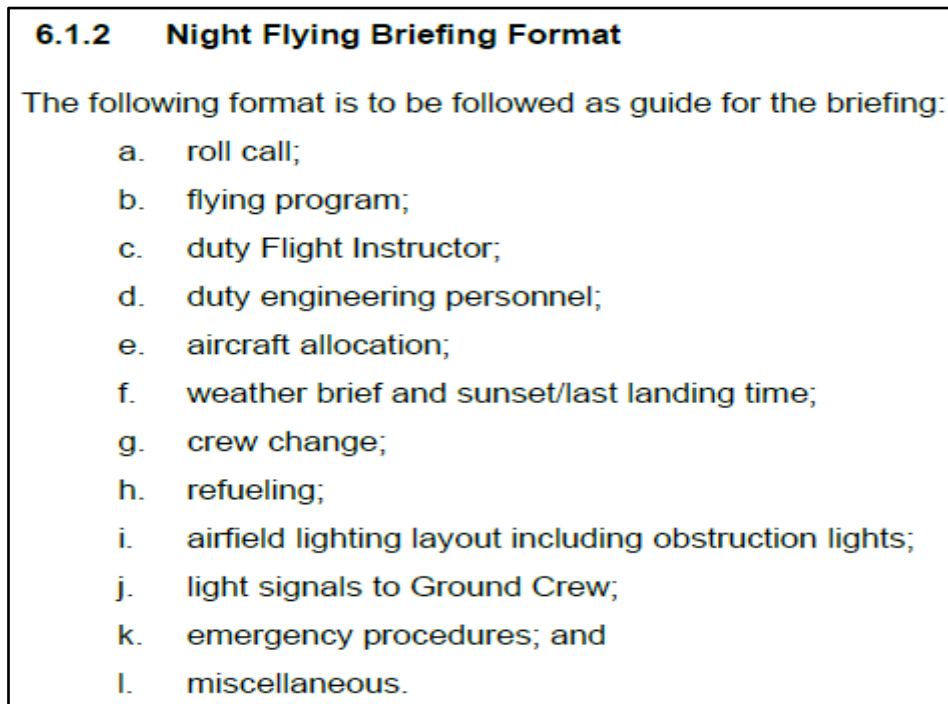 6.1.2 Night Flying Briefing Format
The following format is to be followed as guide for the briefing:
a. roll call;
b. flying program;
c. duty Flight Instructor;
d. duty engineering personnel;
e. aircraft allocation;
f. weather brief and sunset/last landing time;
g. crew change;
h. refueling;
i. airfield lighting layout including obstruction lights;
j. light signals to Ground Crew;
k. emergency procedures; and
l. miscellaneous.